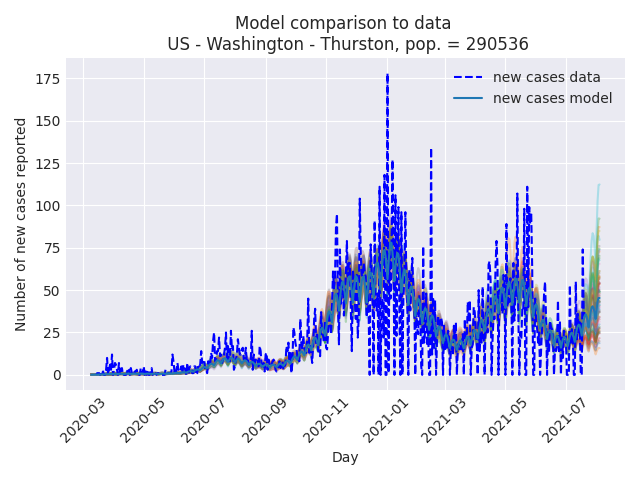 Model comparison to data
US - Washington - Thurston, pop. = 290536
new cases data
new cases model
Number of new cases reported
175
150
125
100
75
50
25
0
2020-03
2020-05
2020-07
2020-09
2020-11
2021-01
2021-03
2021-05
2021-07
Day